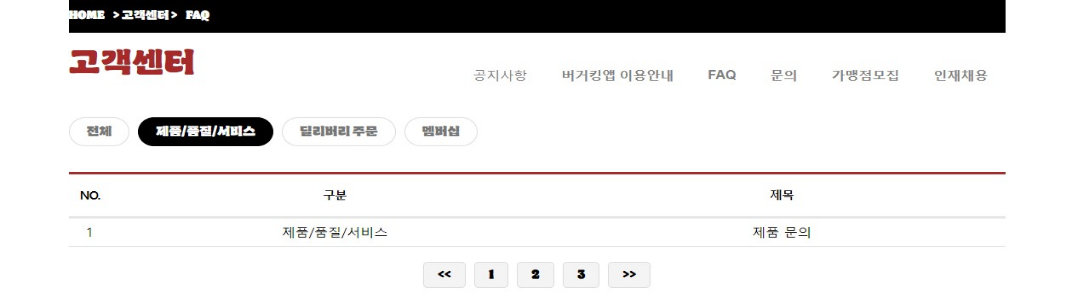 HOME > 고객센터 > FAQ
고객센터
공지사항 버거킹앱 이용안내 FAQ 문의 가맹점모집 인재채용
전체 제품/품질/서비스 딜리버리 주문 멤버십
NO. 구분 제목
1 제품/품질/서비스 제품 문의
<< 1 2 3 >>